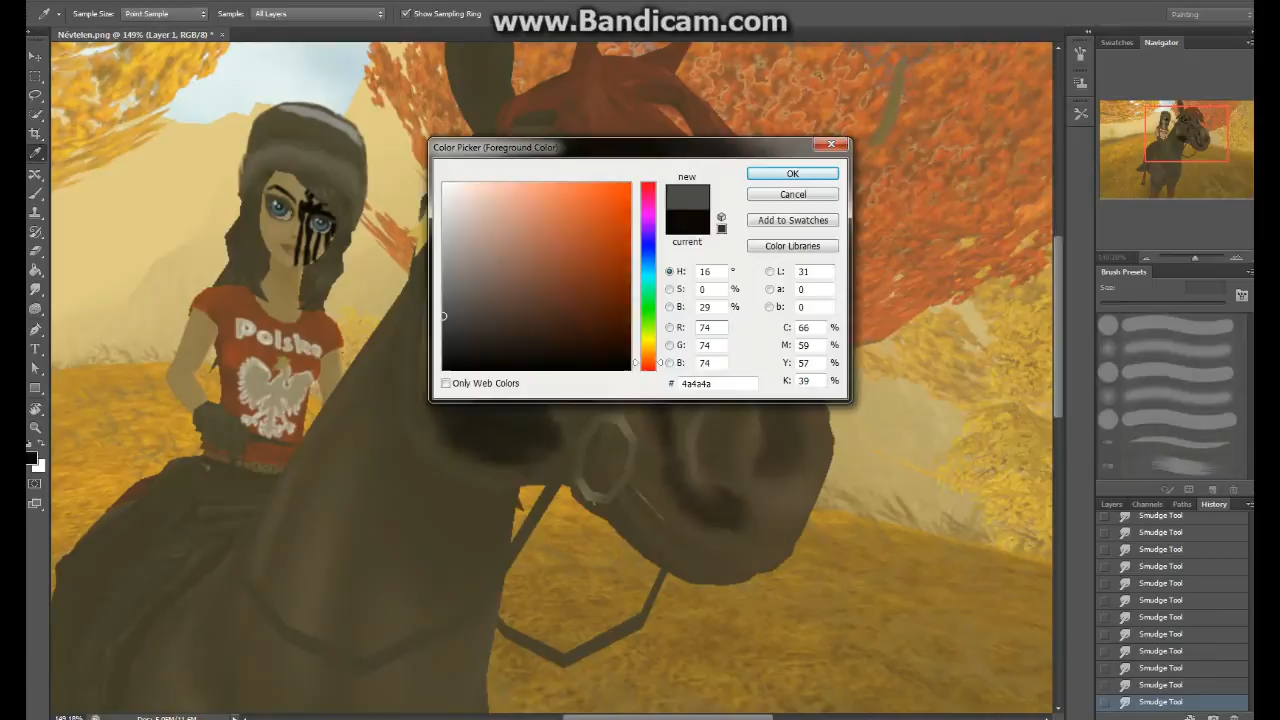 www.Bandicam.com
Sample Size: Point Sample Sample: All Layers Show Sampling Ring Painting
Névtelen.png @ 149% (Layer 1, RGB/8) * ×
Swatches Navigator
Color Picker (Foreground Color)
new
current
OK
Cancel
Add to Swatches
Color Libraries
H: 16 ° L: 31
S: 0 % a: 0
B: 29 % b: 0
R: 74 C: 66 %
G: 74 M: 59 %
B: 74 Y: 57 %
# 4a4a4a K: 39 %
Only Web Colors
Polska
Brush Presets
Size:
Layers Channels Paths History
Smudge Tool
Smudge Tool
Smudge Tool
Smudge Tool
Smudge Tool
Smudge Tool
Smudge Tool
Smudge Tool
Smudge Tool
Smudge Tool
Smudge Tool
Smudge Tool
149.18%